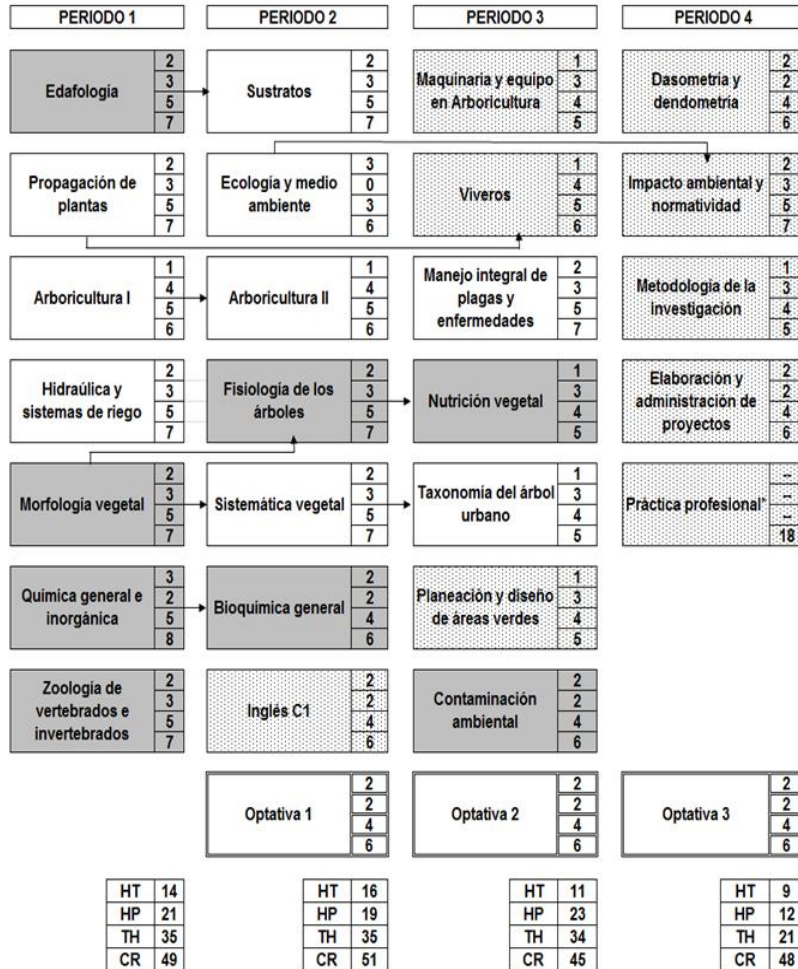 PERIODO 1
PERIODO 2
PERIODO 3
PERIODO 4
Edafología
2
3
5
7
Sustratos
2
3
5
7
Maquinaria y equipo
en Arboricultura
1
3
4
5
Dasometría y
dendometría
2
2
4
6
Propagación de
plantas
2
3
5
7
Ecología y medio
ambiente
3
0
3
6
Viveros
1
4
5
6
Impacto ambiental y
normatividad
2
3
5
7
Arboricultura I
1
4
5
6
Arboricultura II
1
4
5
6
Manejo integral de
plagas y
enfermedades
2
3
5
7
Metodología de la
investigación
1
3
4
5
Hidraúlica y
sistemas de riego
2
3
5
7
Fisiología de los
árboles
2
3
5
7
Nutrición vegetal
1
3
4
5
Elaboración y
administración de
proyectos
2
2
4
6
Morfología vegetal
2
3
5
7
Sistemática vegetal
2
3
5
7
Taxonomía del árbol
urbano
1
3
4
5
Práctica profesional*
--
--
--
18
Química general e
inorgánica
3
2
5
8
Bioquímica general
2
2
4
6
Planeación y diseño
de áreas verdes
1
3
4
5
Zoología de
vertebrados e
invertebrados
2
3
5
7
Inglés C1
2
2
4
6
Contaminación
ambiental
2
2
4
6
Optativa 1
2
2
4
6
Optativa 2
2
2
4
6
Optativa 3
2
2
4
6
HT 14
HP 21
TH 35
CR 49
HT 16
HP 19
TH 35
CR 51
HT 11
HP 23
TH 34
CR 45
HT 9
HP 12
TH 21
CR 48